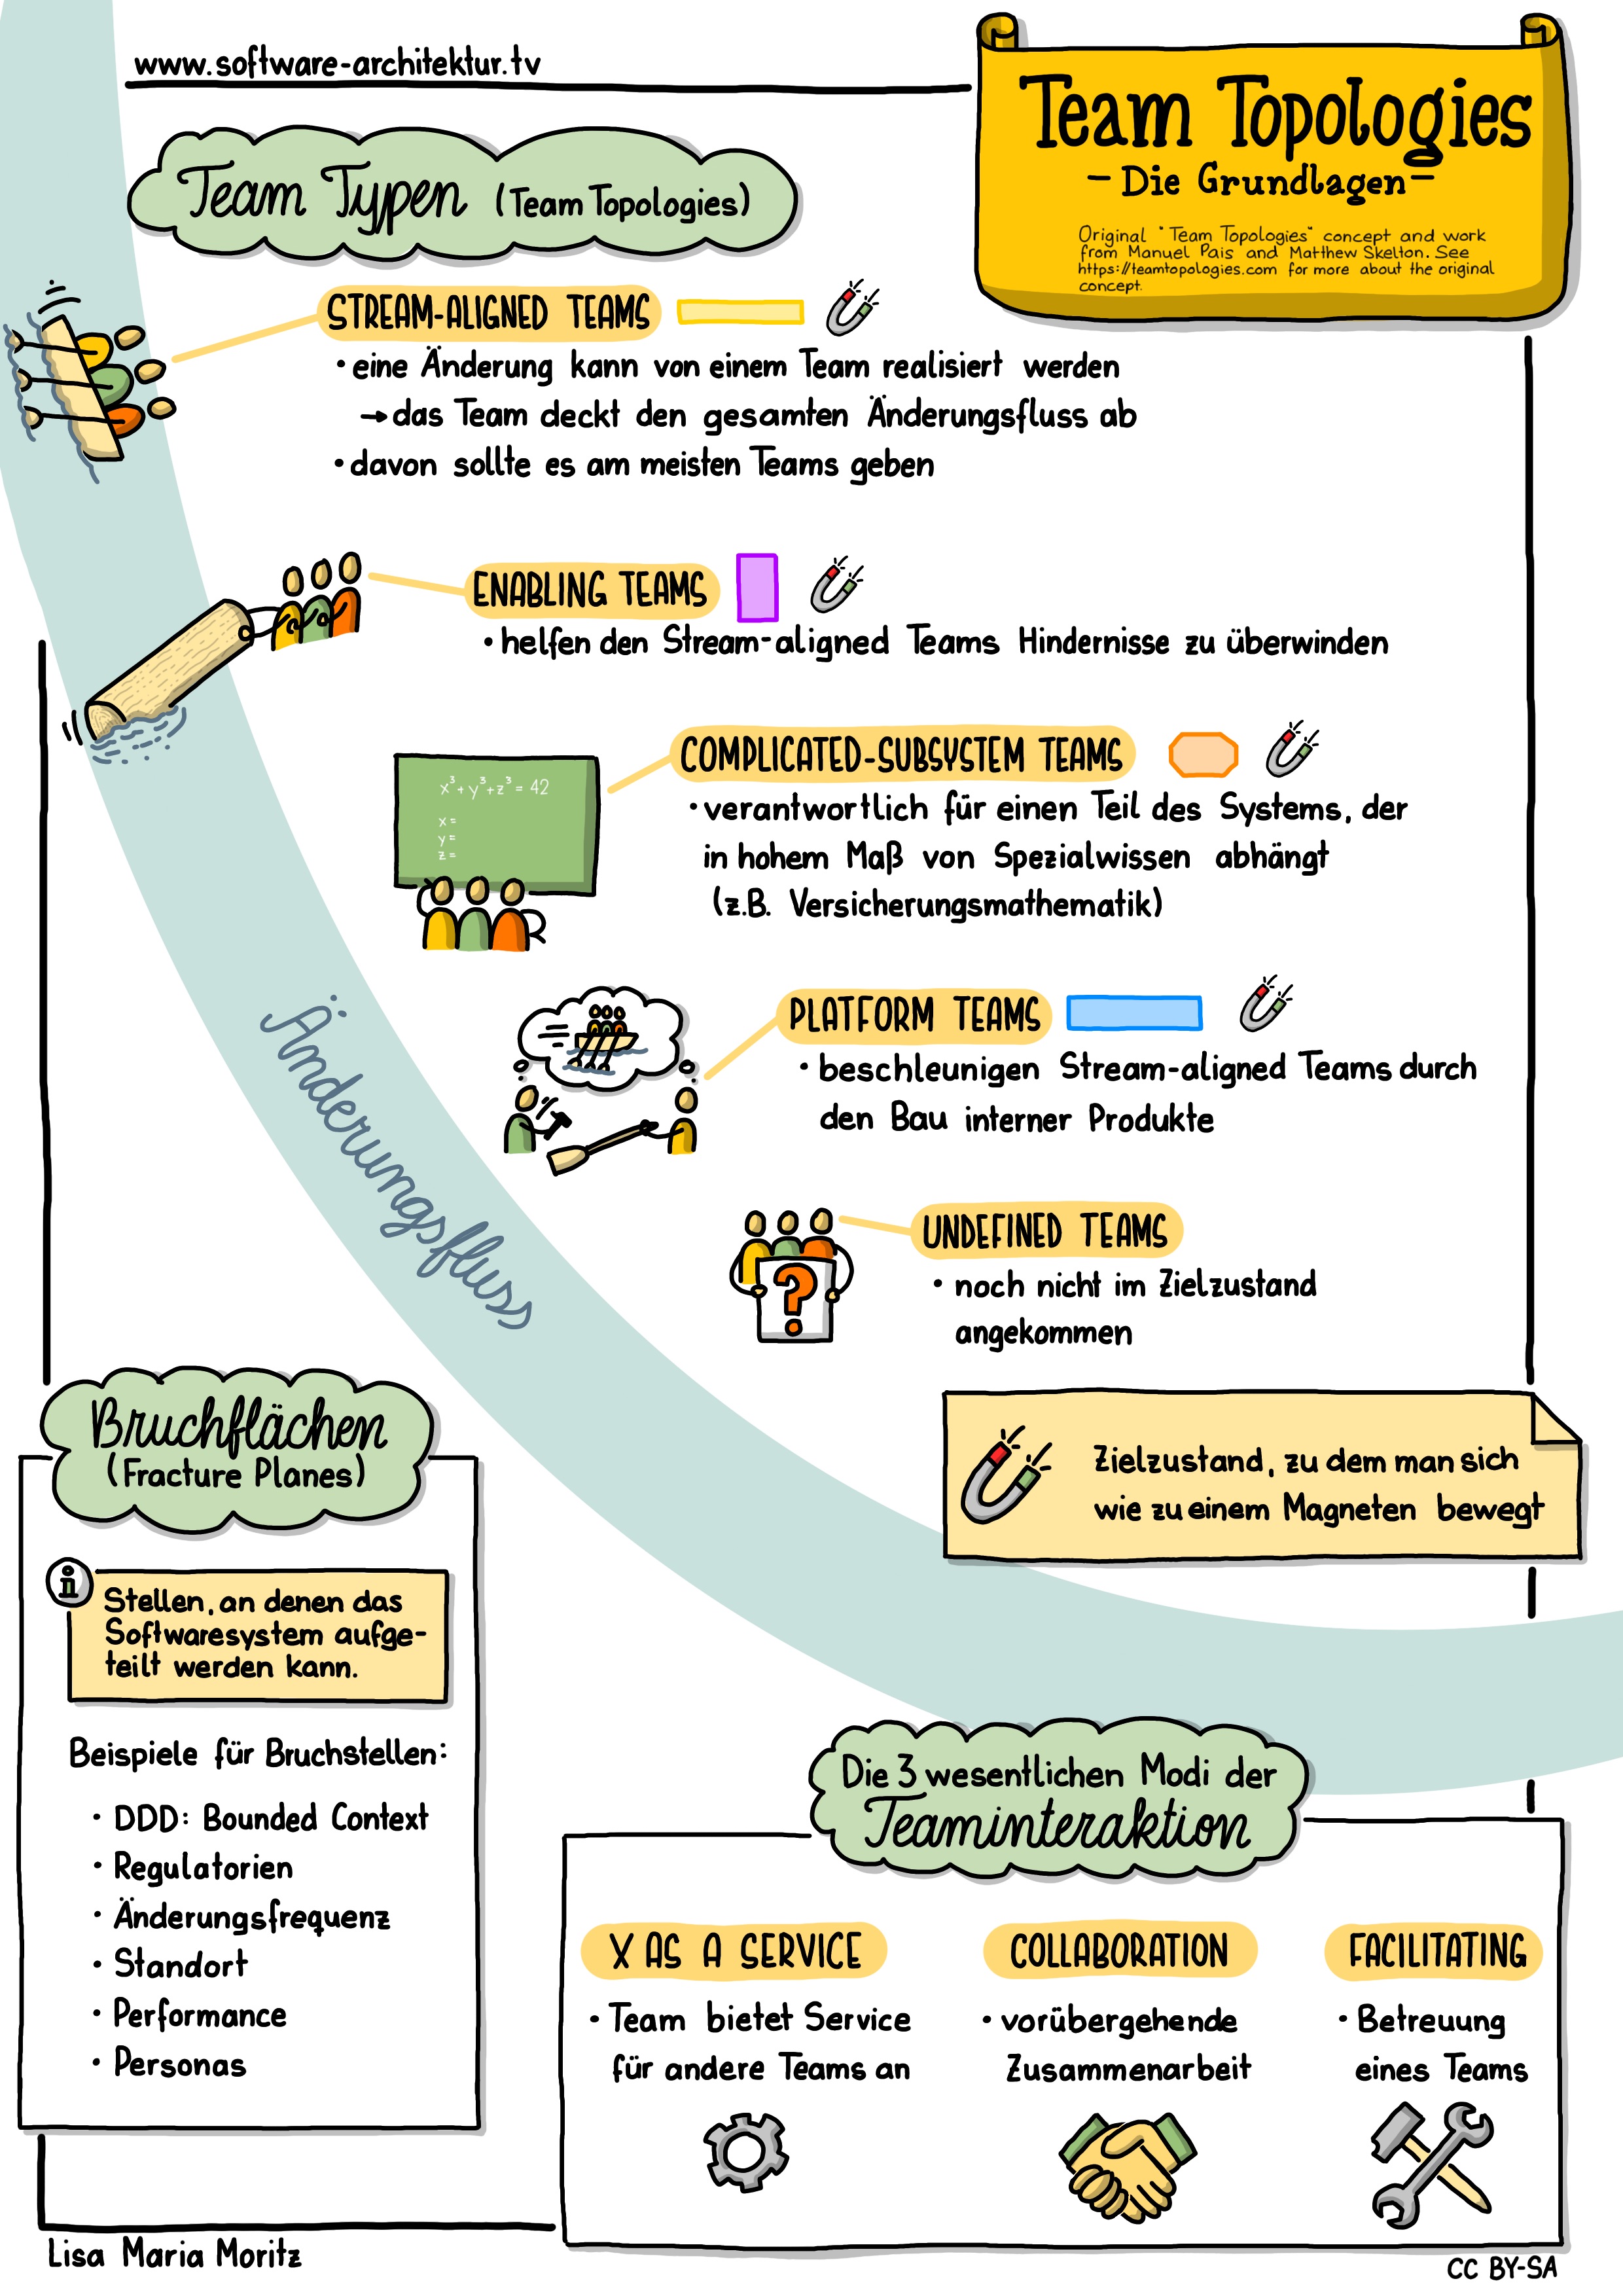 www.software-architektur.tv
Team Topologies
- Die Grundlagen -
Original "Team Topologies" concept and work
from Manuel Pais and Matthew Skelton. See
https://teamtopologies.com for more about the original
concept.
Team Typen (Team Topologies)
STREAM-ALIGNED TEAMS
• eine Änderung kann von einem Team realisiert werden
→ das Team deckt den gesamten Änderungsfluss ab
• davon sollte es am meisten Teams geben
ENABLING TEAMS
• helfen den Stream-aligned Teams Hindernisse zu überwinden
COMPLICATED-SUBSYSTEM TEAMS
• verantwortlich für einen Teil des Systems, der
in hohem Maß von Spezialwissen abhängt
(z.B. Versicherungsmathematik)
x³+y³+z³ = 42
x =
y =
z =
PLATFORM TEAMS
• beschleunigen Stream-aligned Teams durch
den Bau interner Produkte
Änderungsfluss
UNDEFINED TEAMS
• noch nicht im Zielzustand
angekommen
?
Zielzustand, zu dem man sich
wie zu einem Magneten bewegt
Bruchflächen
(Fracture Planes)
i
Stellen, an denen das
Softwaresystem aufge-
teilt werden kann.
Beispiele für Bruchstellen:
• DDD: Bounded Context
• Regulatorien
• Änderungsfrequenz
• Standort
• Performance
• Personas
Die 3 wesentlichen Modi der
Teaminteraktion
X AS A SERVICE
• Team bietet Service
für andere Teams an
COLLABORATION
• vorübergehende
Zusammenarbeit
FACILITATING
• Betreuung
eines Teams
Lisa Maria Moritz
CC BY-SA